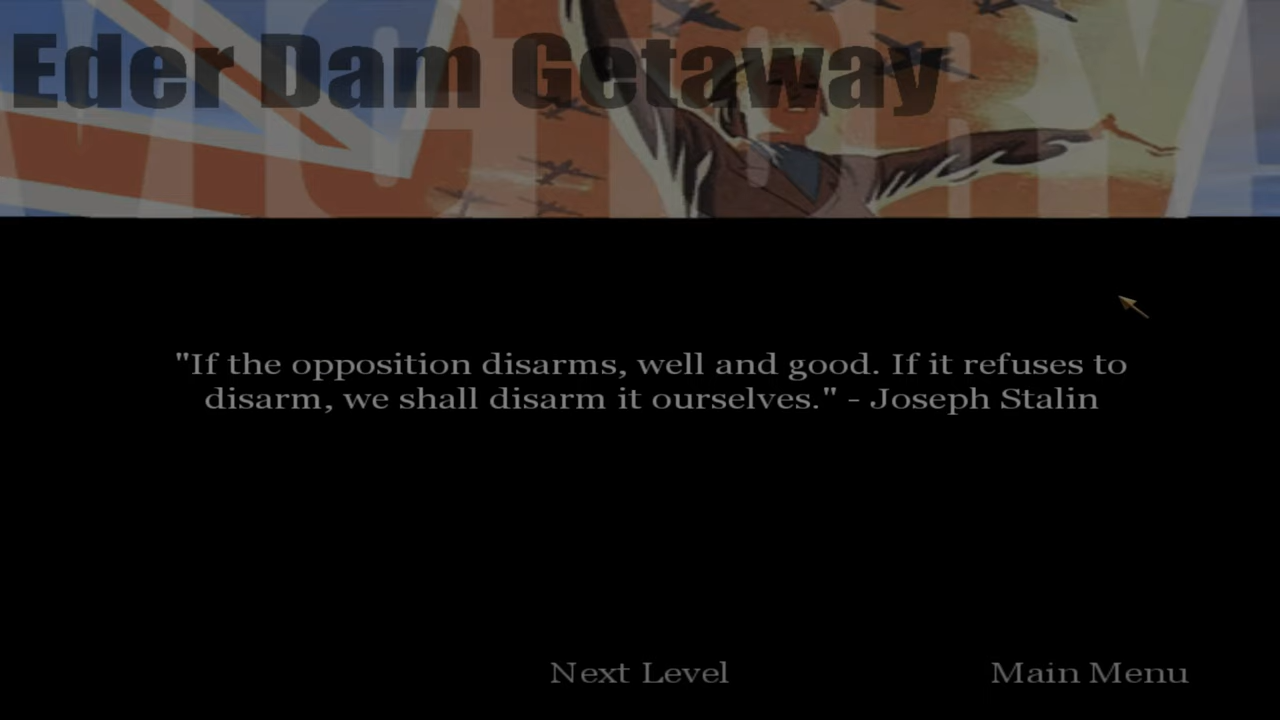 VICTORY
Eder Dam Getaway
"If the opposition disarms, well and good. If it refuses to
disarm, we shall disarm it ourselves." - Joseph Stalin
Next Level
Main Menu